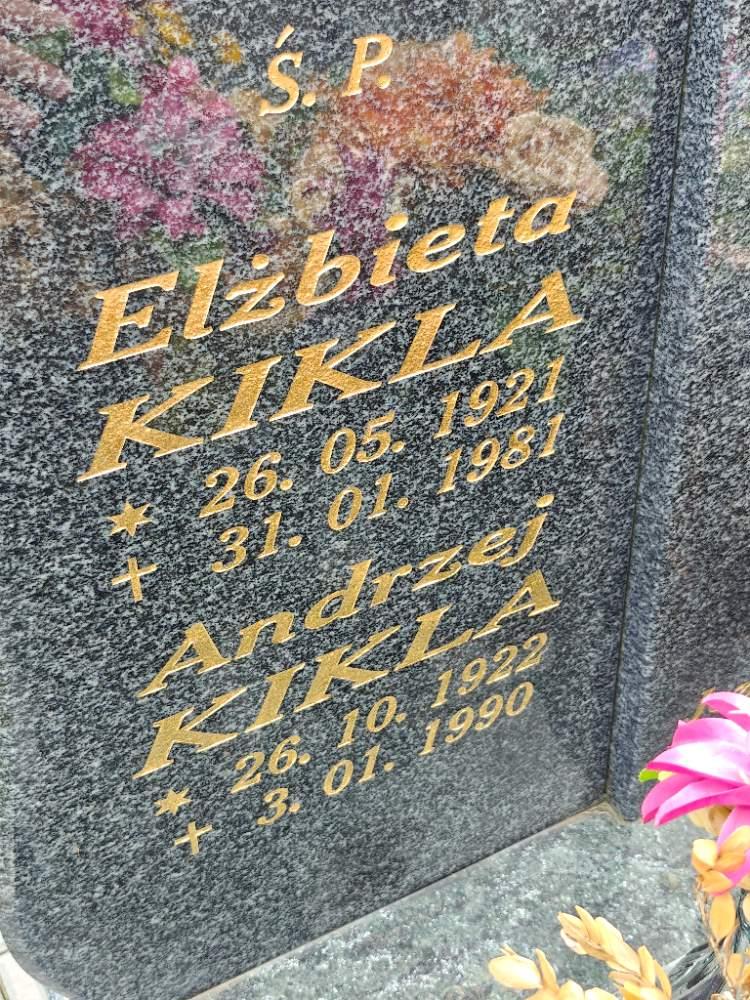 Ś. P.
Elżbieta
KIKLA
* 26. 05. 1921
+ 31. 01. 1981
Andrzej
KIKLA
* 26. 10. 1922
+ 3. 01. 1990